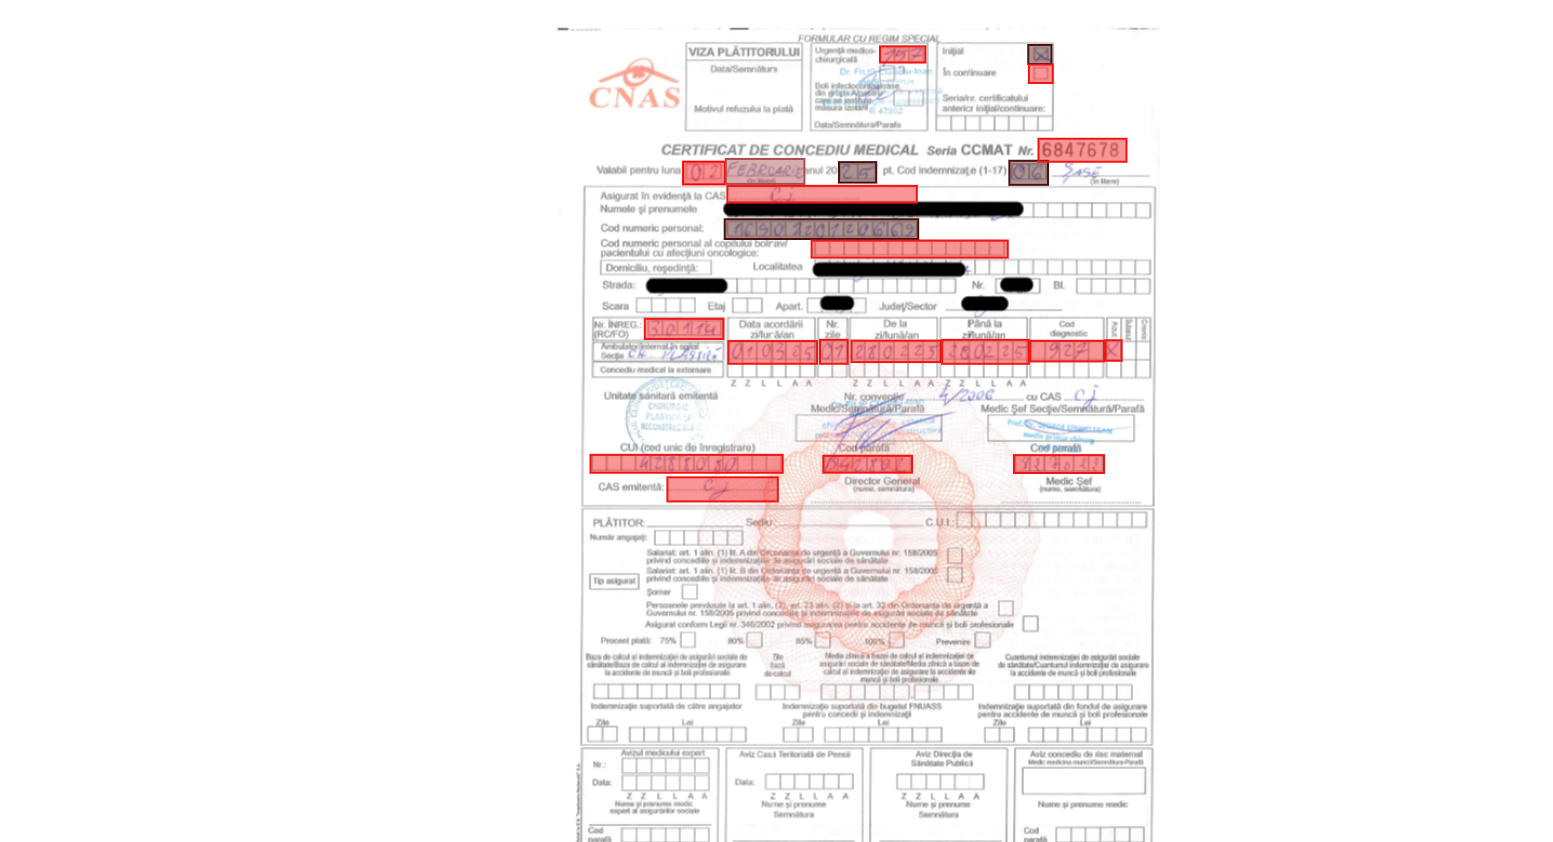 FORMULAR CU REGIM SPECIAL
CNAS
VIZA PLĂTITORULUI
Data/Semnătura
Motivul refuzului la plată
Urgență medico-chirurgicală
Boli infectocontagioase din grupa A
măsura izolării
Data/Semnătura/Parafa
Inițial X
În continuare
Seria/nr. certificatului anterior inițial/continuare:
CERTIFICAT DE CONCEDIU MEDICAL Seria CCMAT Nr. 6847678
Valabil pentru luna 02 FEBRUARIE anul 2025 pt. Cod indemnizație (1-17) 06 ȘASE
(în litere) (în litere)
Asigurat în evidență la CAS CJ
Numele și prenumele
Cod numeric personal:
Cod numeric personal al copilului bolnav/
pacientului cu afecțiuni oncologice:
Domiciliu, reședință: Localitatea
Strada: Nr. Bl.
Scara Etaj Apart. Județ/Sector
Nr. ÎNREG.: (RC/FO) 30114 Data acordării zi/lună/an Nr. zile De la zi/lună/an Până la zi/lună/an Cod diagnostic Acut Subacut Cronic
Ambulator/internat în spital Secția CH. PLASTICĂ 010325 01 280225 280225 927 X
Concediu medical la externare
Z Z L L A A Z Z L L A A Z Z L L A A
Unitate sanitară emitentă Nr. convenție 4/2006 cu CAS CJ
Medic/Semnătură/Parafă Medic Șef Secție/Semnătură/Parafă
CHIRURGIE PLASTICĂ ȘI RECONSTRUCTIVĂ
CUI (cod unic de înregistrare) Cod parafă Cod parafă
4288080
CAS emitentă: CJ Director General (nume, semnătura) Medic Șef (nume, semnătura)
PLĂTITOR: Sediu: C.U.I.:
Număr angajați:
Salariat: art. 1 alin. (1) lit. A din Ordonanța de urgență a Guvernului nr. 158/2005
privind concediile și indemnizațiile de asigurări sociale de sănătate
Salariat: art. 1 alin. (1) lit. B din Ordonanța de urgență a Guvernului nr. 158/2005
privind concediile și indemnizațiile de asigurări sociale de sănătate
Tip asigurat
Șomer
Persoanele prevăzute la art. 1 alin. (2), art. 23 alin. (2) și la art. 32 din Ordonanța de urgență a
Guvernului nr. 158/2005 privind concediile și indemnizațiile de asigurări sociale de sănătate
Asigurat conform Legii nr. 346/2002 privind asigurarea pentru accidente de muncă și boli profesionale
Procent plată: 75% 80% 85% 100% Prevenire
Baza de calcul al indemnizației de asigurări sociale de sănătate/Baza de calcul al indemnizației de asigurare la accidente de muncă și boli profesionale
Zile bază de calcul
Media zilnică a bazei de calcul al indemnizației de asigurări sociale de sănătate/Media zilnică a bazei de calcul al indemnizației de asigurare la accidente de muncă și boli profesionale
Cuantumul indemnizației de asigurări sociale de sănătate/Cuantumul indemnizației de asigurare la accidente de muncă și boli profesionale
Indemnizație suportată de către angajator
Indemnizație suportată din bugetul FNUASS pentru concedii și indemnizații
Indemnizație suportată din fondul de asigurare pentru accidente de muncă și boli profesionale
Zile Lei Zile Lei Zile Lei
Avizul medicului expert
Nr.:
Data:
Z Z L L A A
Nume și prenume medic expert al asigurărilor sociale
Cod parafă
Aviz Casă Teritorială de Pensii
Data:
Z Z L L A A
Nume și prenume
Semnătura
Aviz Direcția de Sănătate Publică
Z Z L L A A
Nume și prenume
Semnătura
Aviz concediu de risc maternal
Medic medicina muncii/Semnătura-Parafă
Nume și prenume medic
Cod parafă